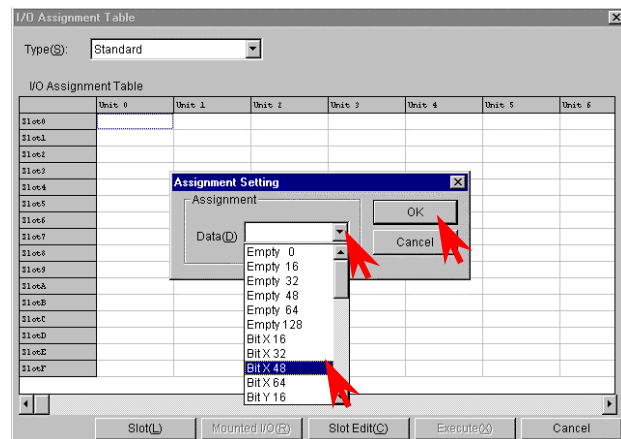 I/O Assignment Table
Type(S): Standard
I/O Assignment Table
Unit 0 Unit 1 Unit 2 Unit 3 Unit 4 Unit 5 Unit 6
Slot0
Slot1
Slot2
Slot3
Slot4
Slot5
Slot6
Slot7
Slot8
Slot9
SlotA
SlotB
SlotC
SlotD
SlotE
SlotF
Assignment Setting
Assignment
Data(D)
OK
Cancel
Empty 0
Empty 16
Empty 32
Empty 48
Empty 64
Empty 128
Bit X 16
Bit X 32
Bit X 48
Bit X 64
Bit Y 16
Slot(L) Mounted I/O(R) Slot Edit(C) Execute(X) Cancel